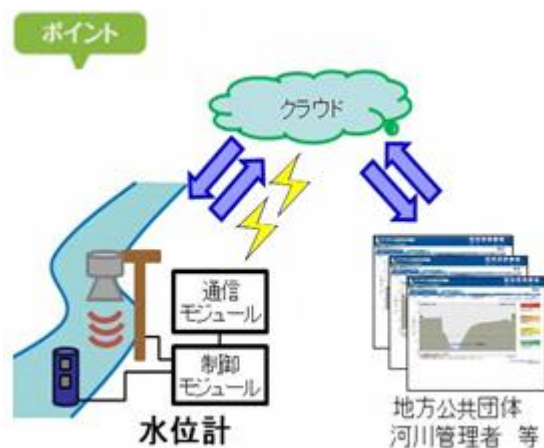 ポイント
クラウド
通信
モジュール
制御
モジュール
水位計
地方公共団体
河川管理者 等